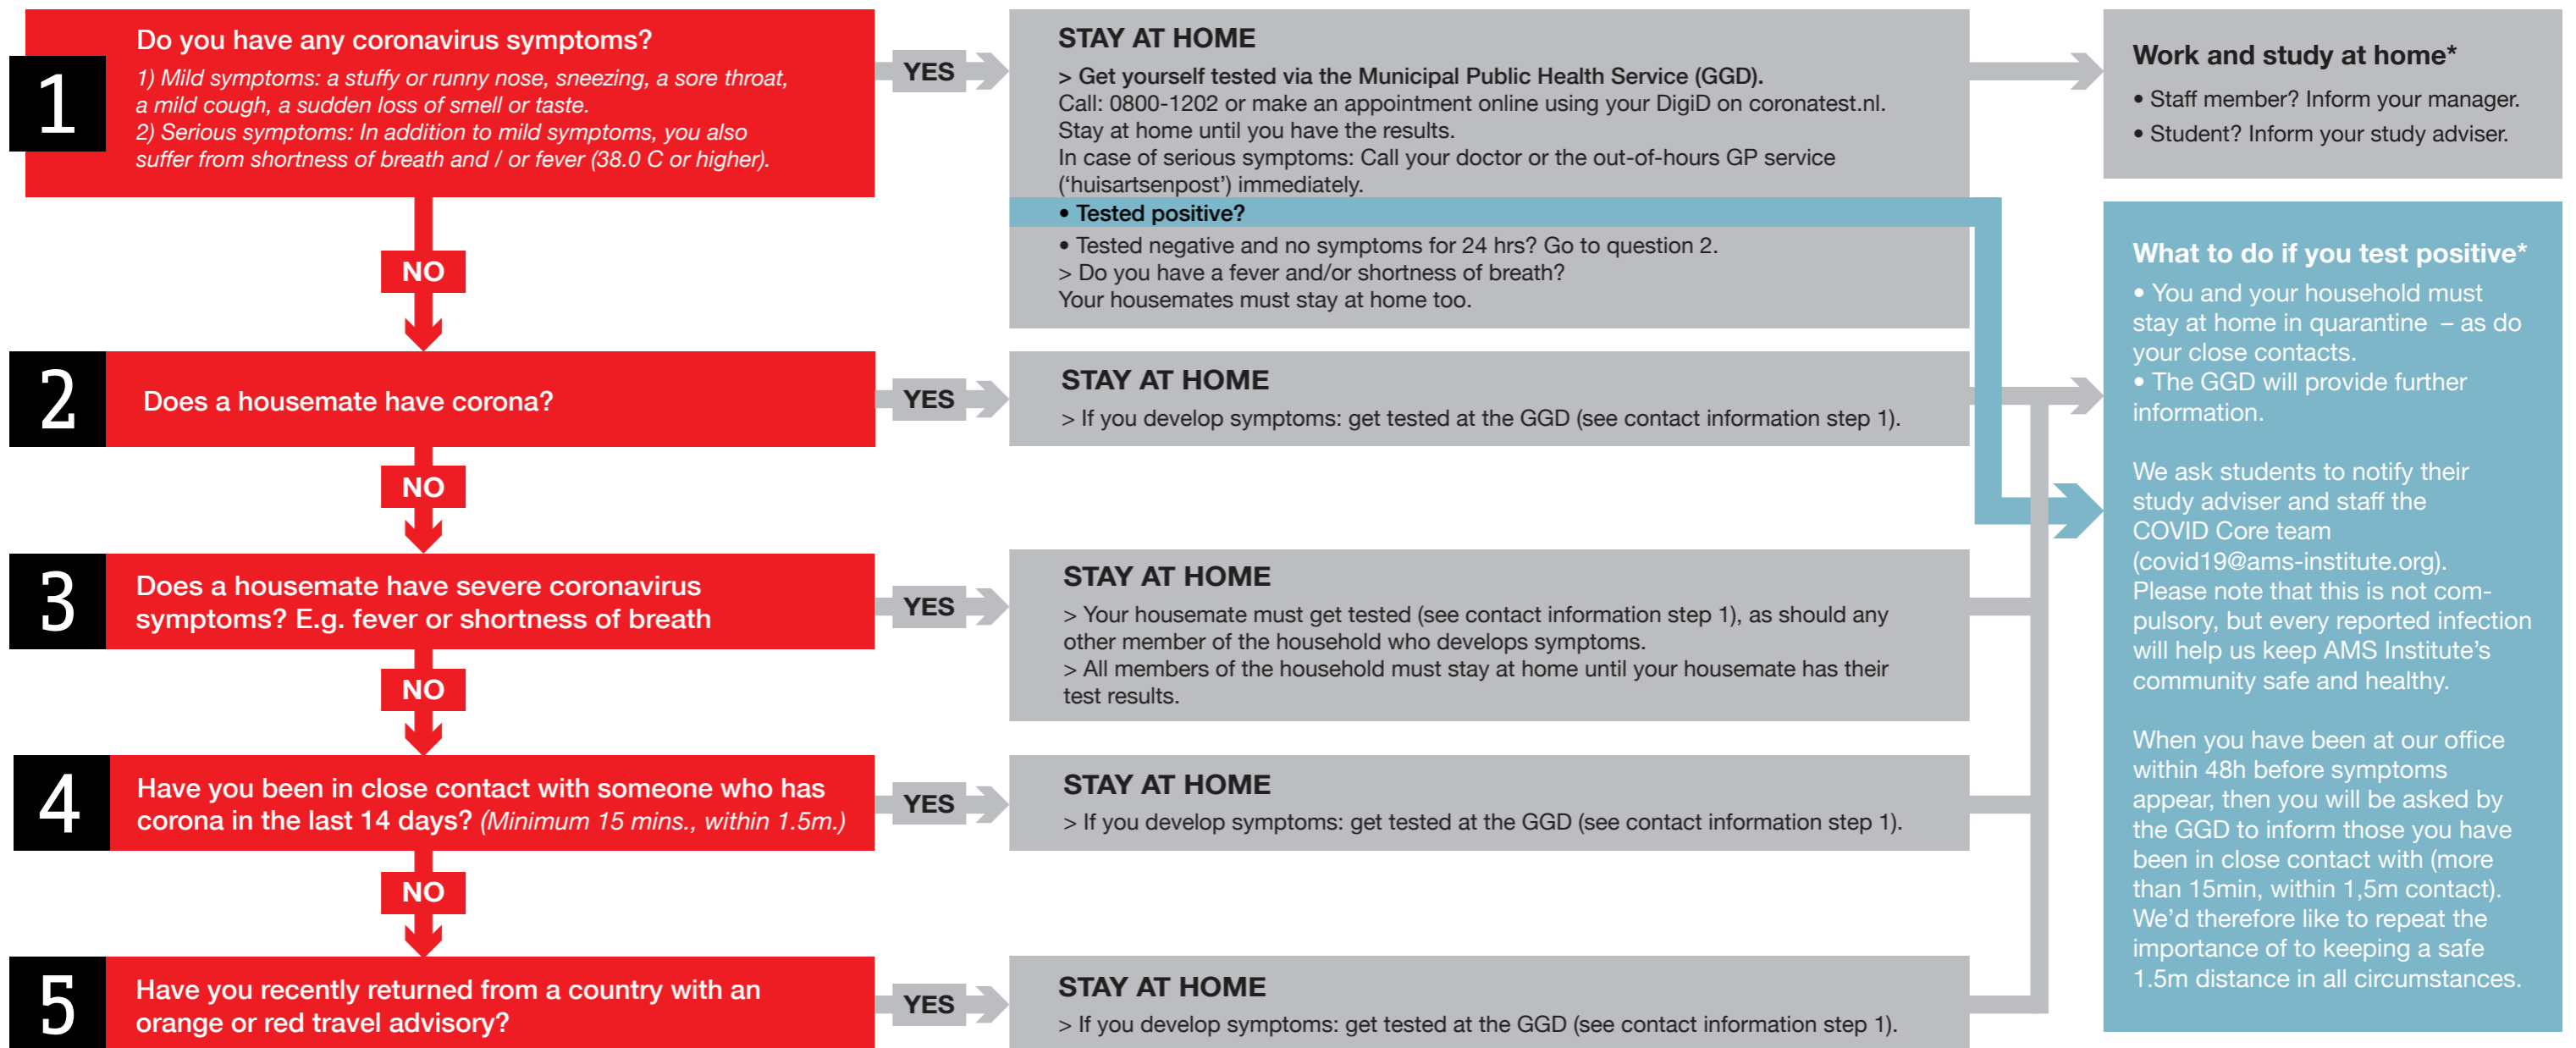 1
Do you have any coronavirus symptoms?
1) Mild symptoms: a stuffy or runny nose, sneezing, a sore throat,
a mild cough, a sudden loss of smell or taste.
2) Serious symptoms: In addition to mild symptoms, you also
suffer from shortness of breath and / or fever (38.0 C or higher).
YES
STAY AT HOME
> Get yourself tested via the Municipal Public Health Service (GGD).
Call: 0800-1202 or make an appointment online using your DigiD on coronatest.nl.
Stay at home until you have the results.
In case of serious symptoms: Call your doctor or the out-of-hours GP service
(‘huisartsenpost’) immediately.
• Tested positive?
• Tested negative and no symptoms for 24 hrs? Go to question 2.
> Do you have a fever and/or shortness of breath?
Your housemates must stay at home too.
Work and study at home*
• Staff member? Inform your manager.
• Student? Inform your study adviser.
NO
2
Does a housemate have corona?
YES
STAY AT HOME
> If you develop symptoms: get tested at the GGD (see contact information step 1).
NO
3
Does a housemate have severe coronavirus
symptoms? E.g. fever or shortness of breath
YES
STAY AT HOME
> Your housemate must get tested (see contact information step 1), as should any
other member of the household who develops symptoms.
> All members of the household must stay at home until your housemate has their
test results.
NO
4
Have you been in close contact with someone who has
corona in the last 14 days? (Minimum 15 mins., within 1.5m.)
YES
STAY AT HOME
> If you develop symptoms: get tested at the GGD (see contact information step 1).
NO
5
Have you recently returned from a country with an
orange or red travel advisory?
YES
STAY AT HOME
> If you develop symptoms: get tested at the GGD (see contact information step 1).
What to do if you test positive*
• You and your household must
stay at home in quarantine – as do
your close contacts.
• The GGD will provide further
information.
We ask students to notify their
study adviser and staff the
COVID Core team
(covid19@ams-institute.org).
Please note that this is not com-
pulsory, but every reported infection
will help us keep AMS Institute’s
community safe and healthy.
When you have been at our office
within 48h before symptoms
appear, then you will be asked by
the GGD to inform those you have
been in close contact with (more
than 15min, within 1,5m contact).
We’d therefore like to repeat the
importance of to keeping a safe
1.5m distance in all circumstances.